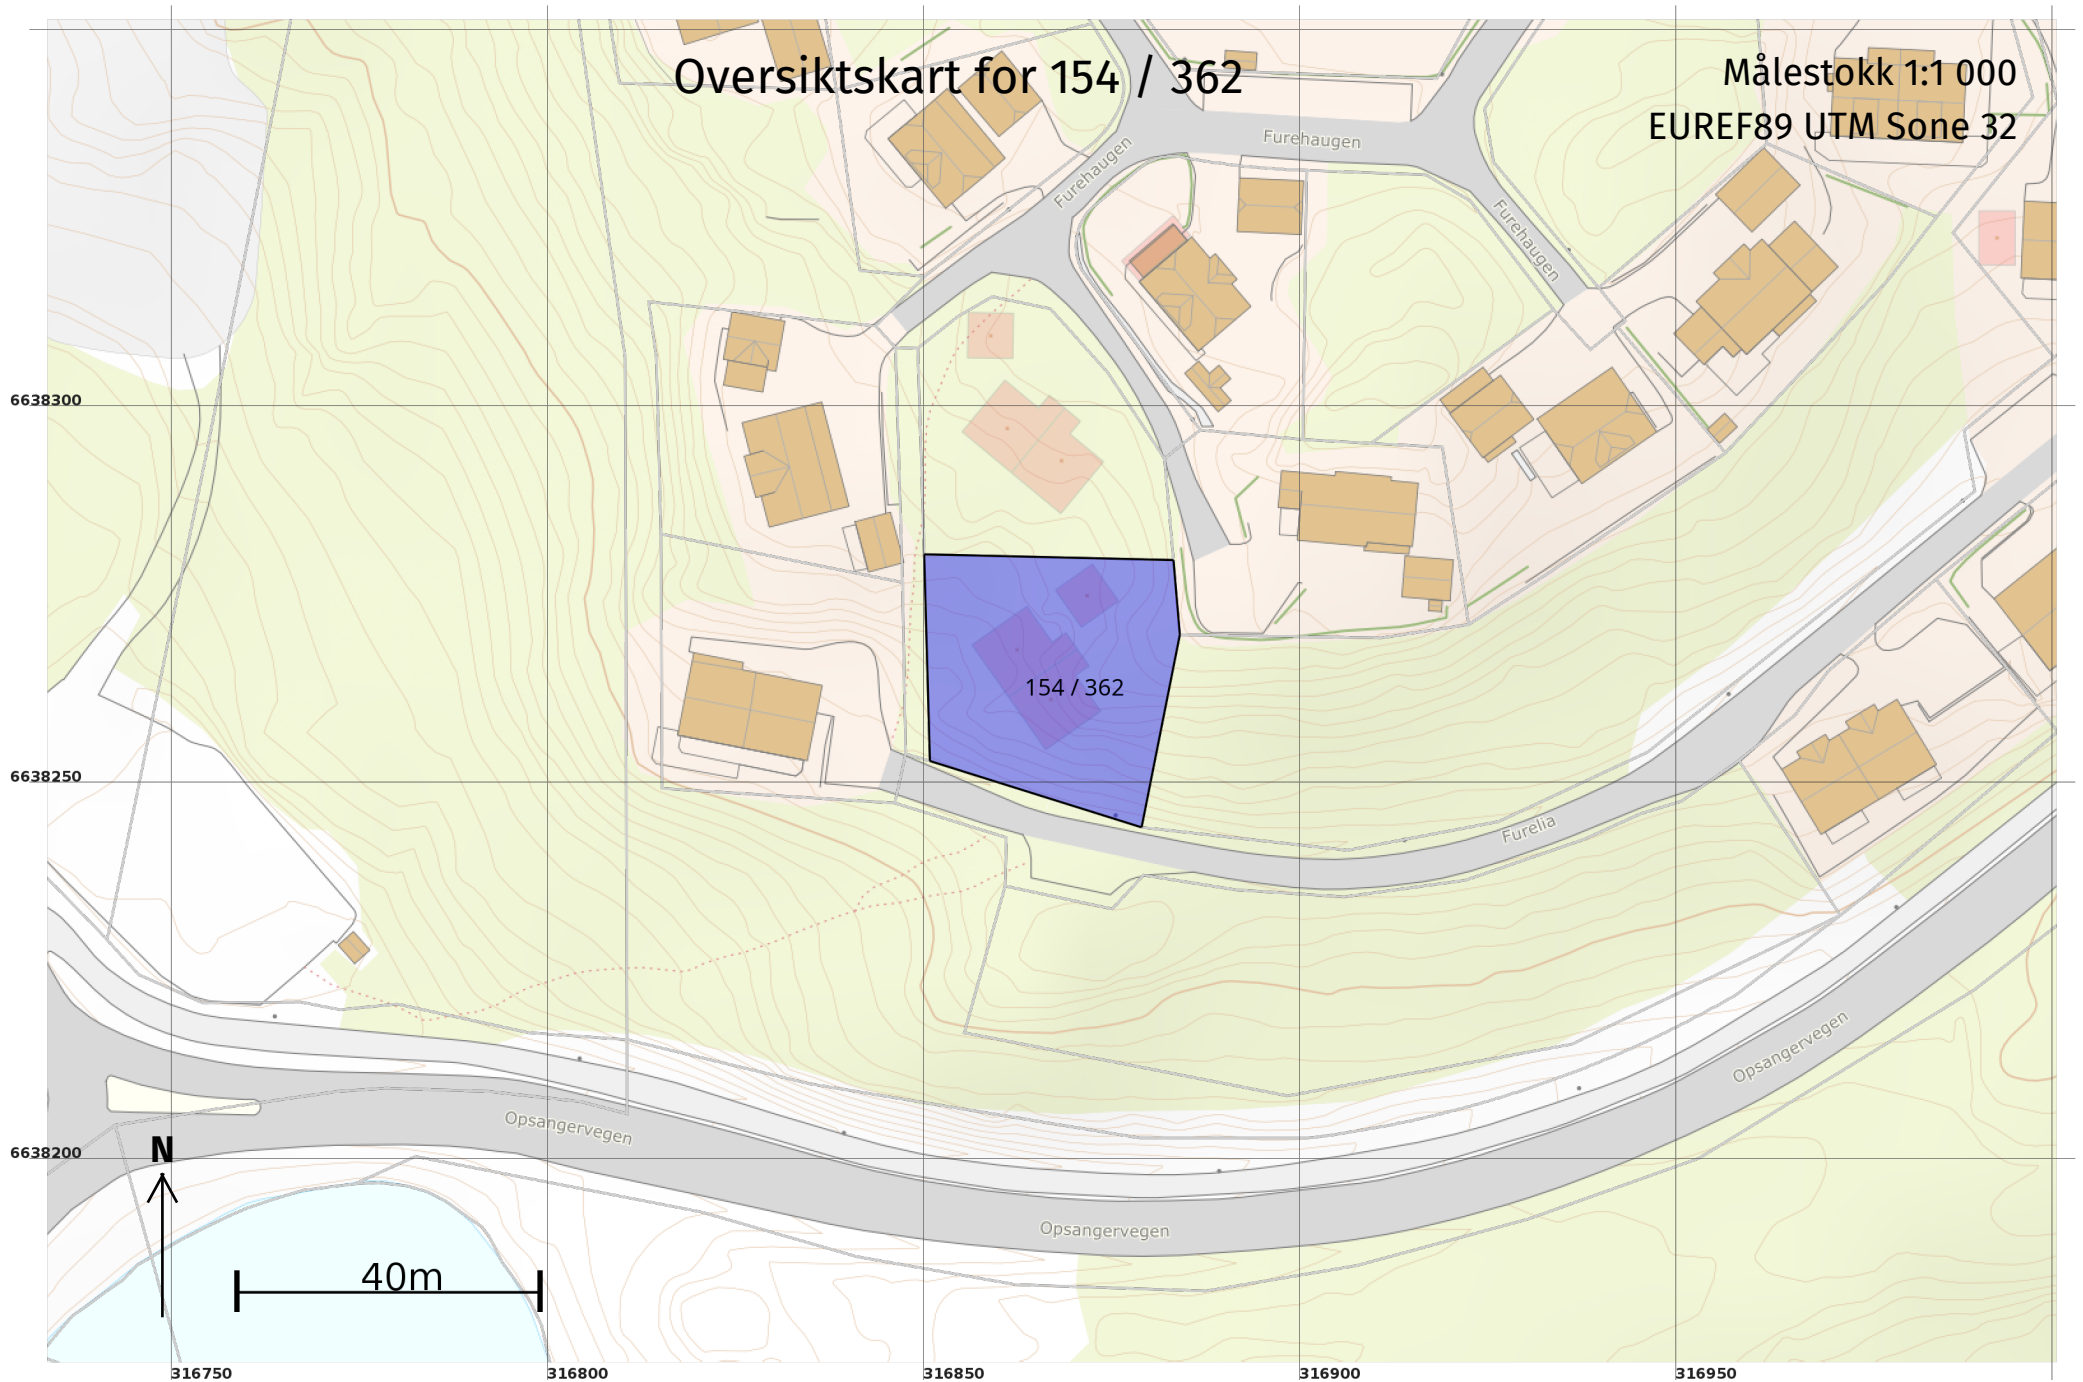 Oversiktskart for 154 / 362
Målestokk 1:1 000
EUREF89 UTM Sone 32
Furehaugen
Furehaugen
Furehaugen
6638300
154 / 362
6638250
Furelia
Opsangervegen
Opsangervegen
6638200
N
Opsangervegen
40m
316750
316800
316850
316900
316950